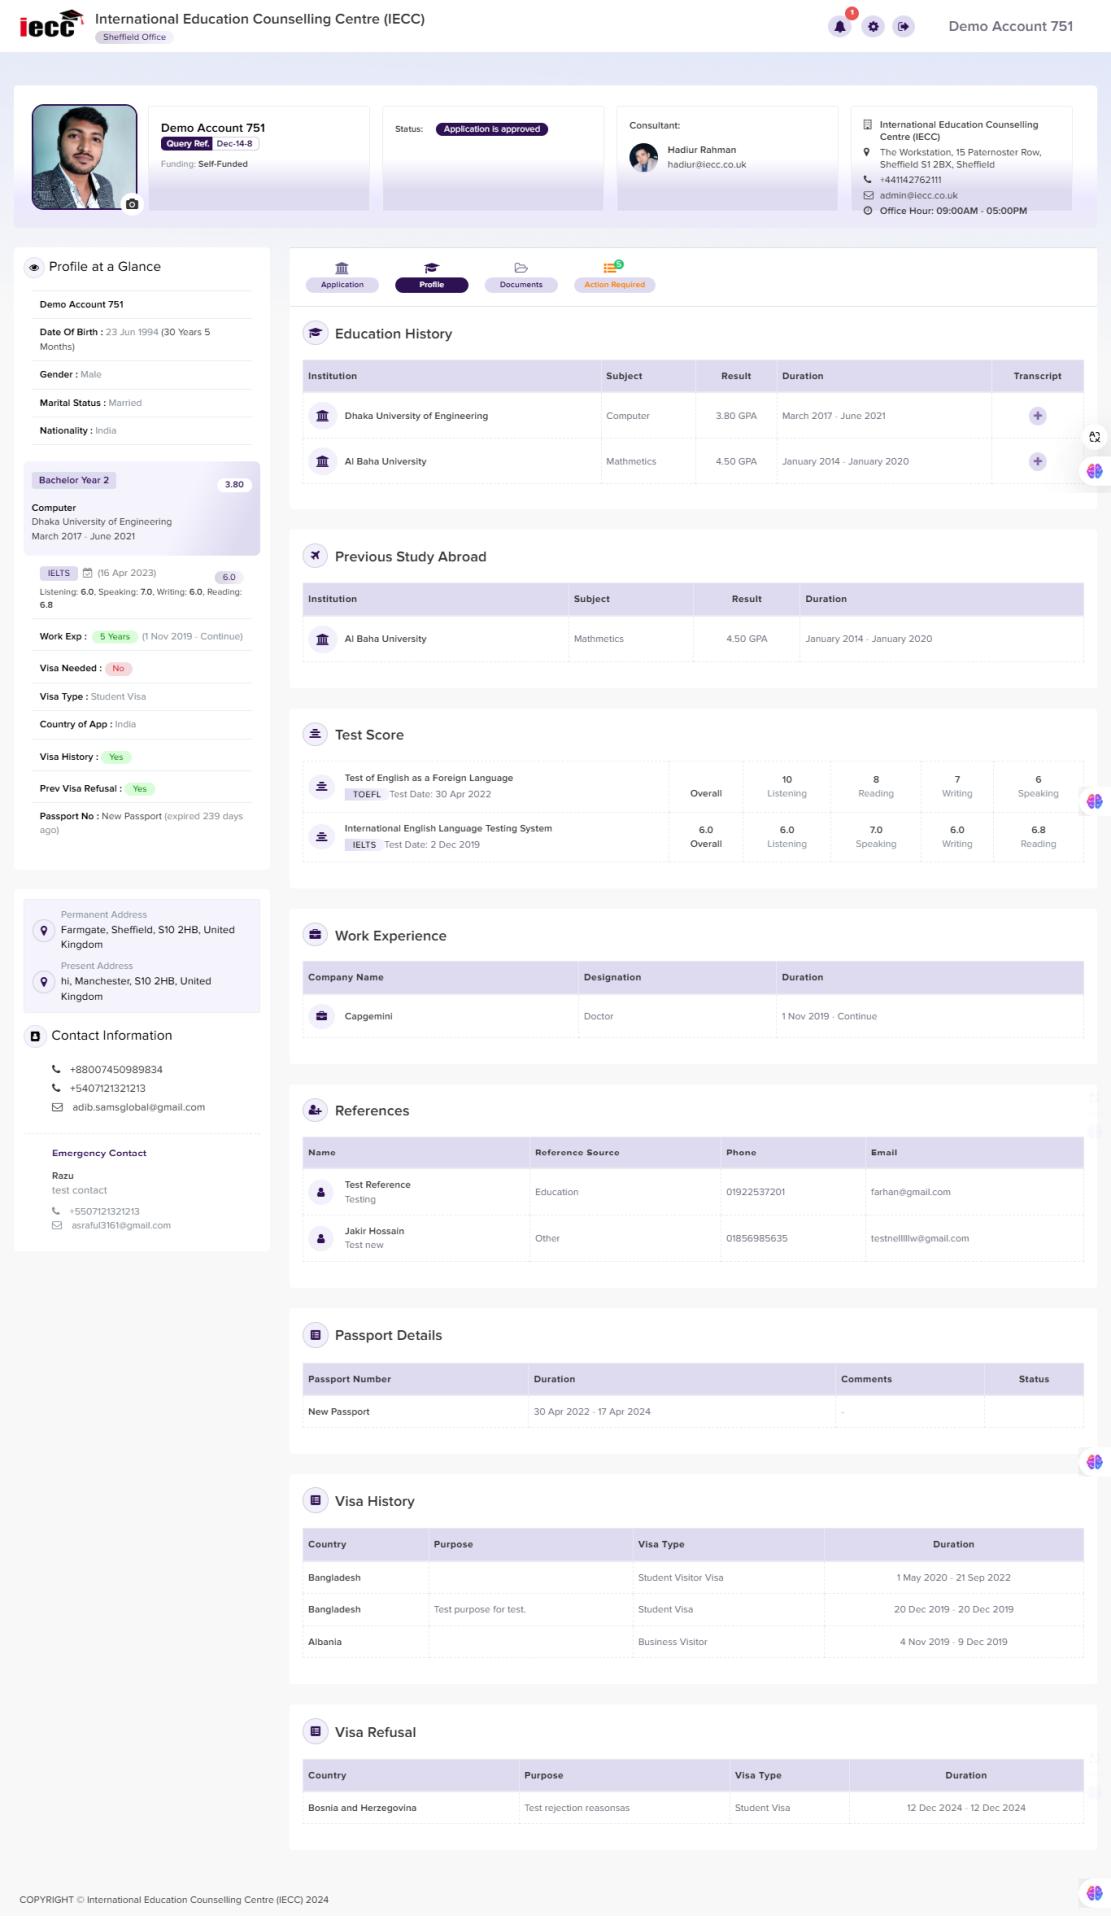 iecc
International Education Counselling Centre (IECC)
Sheffield Office
1
Demo Account 751
Demo Account 751
Query Ref. Dec-14-8
Funding: Self-Funded
Status: Application is approved
Consultant:
Hadiur Rahman
hadiur@iecc.co.uk
International Education Counselling
Centre (IECC)
The Workstation, 15 Paternoster Row,
Sheffield S1 2BX, Sheffield
+441142762111
admin@iecc.co.uk
Office Hour: 09:00AM - 05:00PM
Profile at a Glance
Demo Account 751
Date Of Birth : 23 Jun 1994 (30 Years 5
Months)
Gender : Male
Marital Status : Married
Nationality : India
Bachelor Year 2 3.80
Computer
Dhaka University of Engineering
March 2017 - June 2021
IELTS (16 Apr 2023) 6.0
Listening: 6.0, Speaking: 7.0, Writing: 6.0, Reading:
6.8
Work Exp : 5 Years (1 Nov 2019 - Continue)
Visa Needed : No
Visa Type : Student Visa
Country of App : India
Visa History : Yes
Prev Visa Refusal : Yes
Passport No : New Passport (expired 239 days
ago)
Permanent Address
Farmgate, Sheffield, S10 2HB, United
Kingdom
Present Address
hi, Manchester, S10 2HB, United
Kingdom
Contact Information
+88007450989834
+5407121321213
adib.samsglobal@gmail.com
Emergency Contact
Razu
test contact
+5507121321213
asraful3161@gmail.com
5
Application Profile Documents Action Required
Education History
Institution Subject Result Duration Transcript
Dhaka University of Engineering Computer 3.80 GPA March 2017 - June 2021
Al Baha University Mathmetics 4.50 GPA January 2014 - January 2020
Previous Study Abroad
Institution Subject Result Duration
Al Baha University Mathmetics 4.50 GPA January 2014 - January 2020
Test Score
Test of English as a Foreign Language 10 8 7 6
TOEFL Test Date: 30 Apr 2022 Overall Listening Reading Writing Speaking
International English Language Testing System 6.0 6.0 7.0 6.0 6.8
IELTS Test Date: 2 Dec 2019 Overall Listening Speaking Writing Reading
Work Experience
Company Name Designation Duration
Capgemini Doctor 1 Nov 2019 - Continue
References
Name Reference Source Phone Email
Test Reference
Testing Education 01922537201 farhan@gmail.com
Jakir Hossain
Test new Other 01856985635
Passport Details
Passport Number Duration Comments Status
New Passport 30 Apr 2022 - 17 Apr 2024 -
Visa History
Country Purpose Visa Type Duration
Bangladesh Student Visitor Visa 1 May 2020 - 21 Sep 2022
Bangladesh Test purpose for test. Student Visa 20 Dec 2019 - 20 Dec 2019
Albania Business Visitor 4 Nov 2019 - 9 Dec 2019
Visa Refusal
Country Purpose Visa Type Duration
Bosnia and Herzegovina Test rejection reasonsas Student Visa 12 Dec 2024 - 12 Dec 2024
COPYRIGHT © International Education Counselling Centre (IECC) 2024